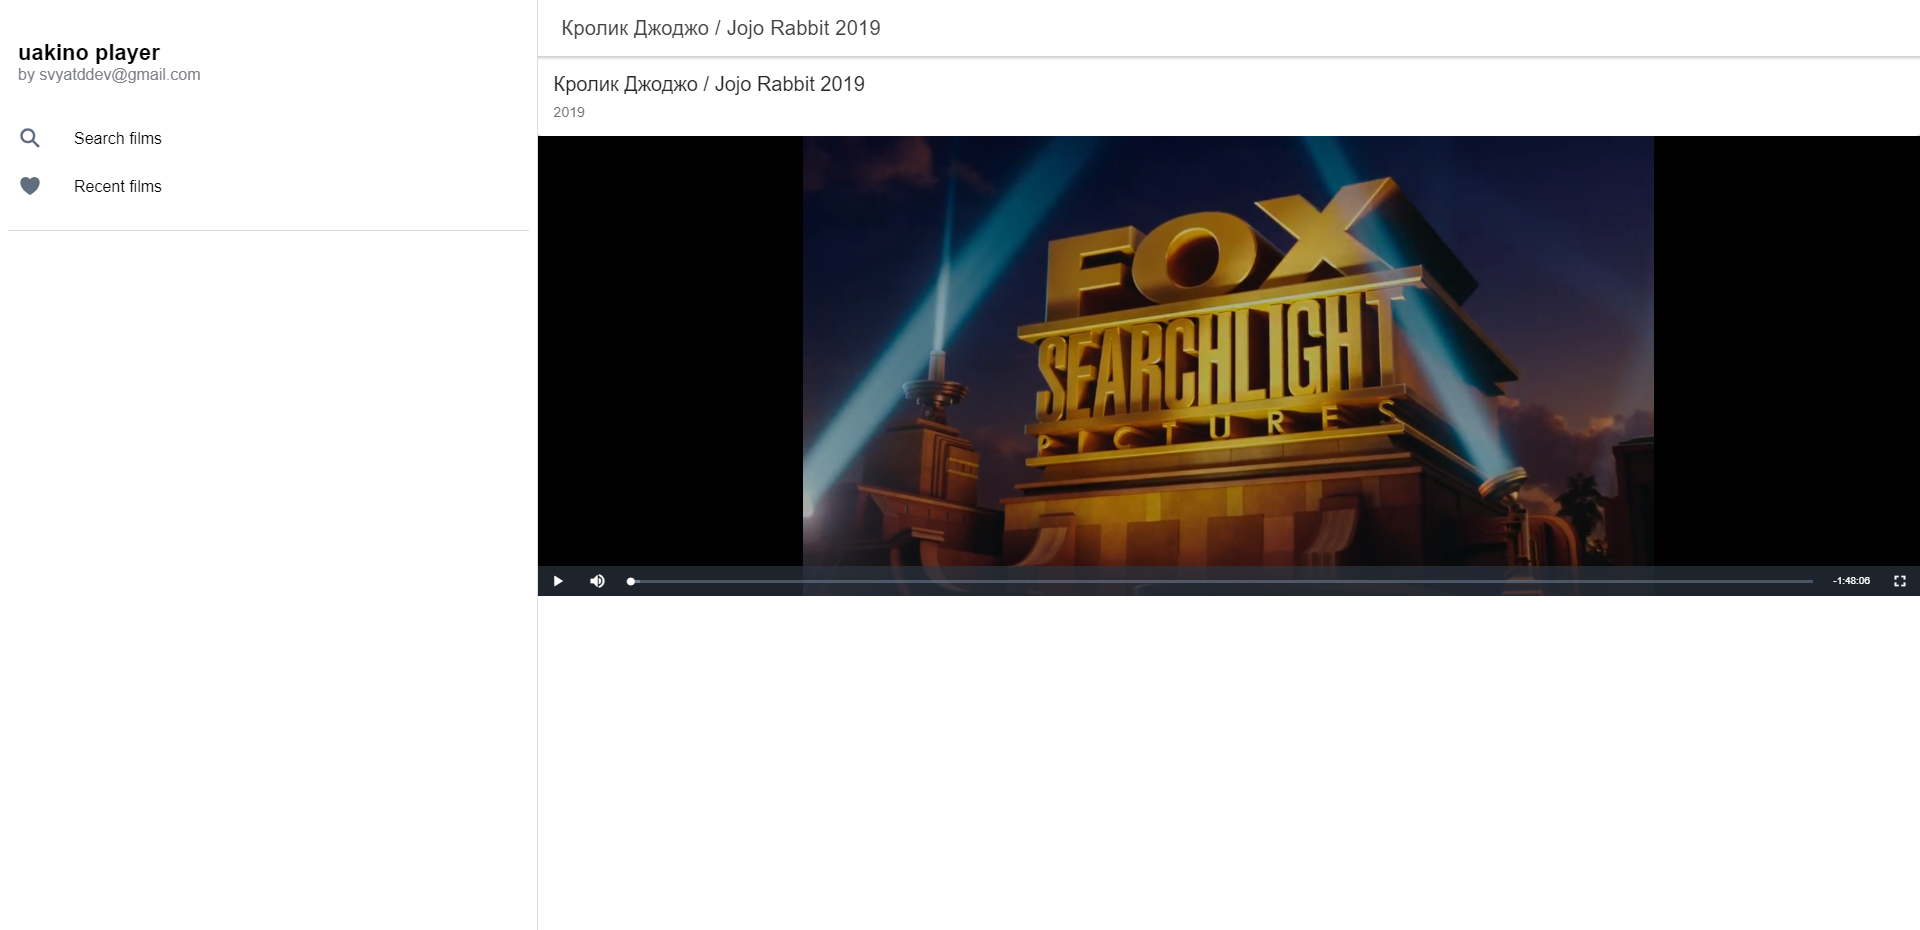 uakino player
by svyatddev@gmail.com
Search films
Recent films
Кролик Джоджо / Jojo Rabbit 2019
Кролик Джоджо / Jojo Rabbit 2019
2019
FOX
SEARCHLIGHT
PICTURES
-1:48:06